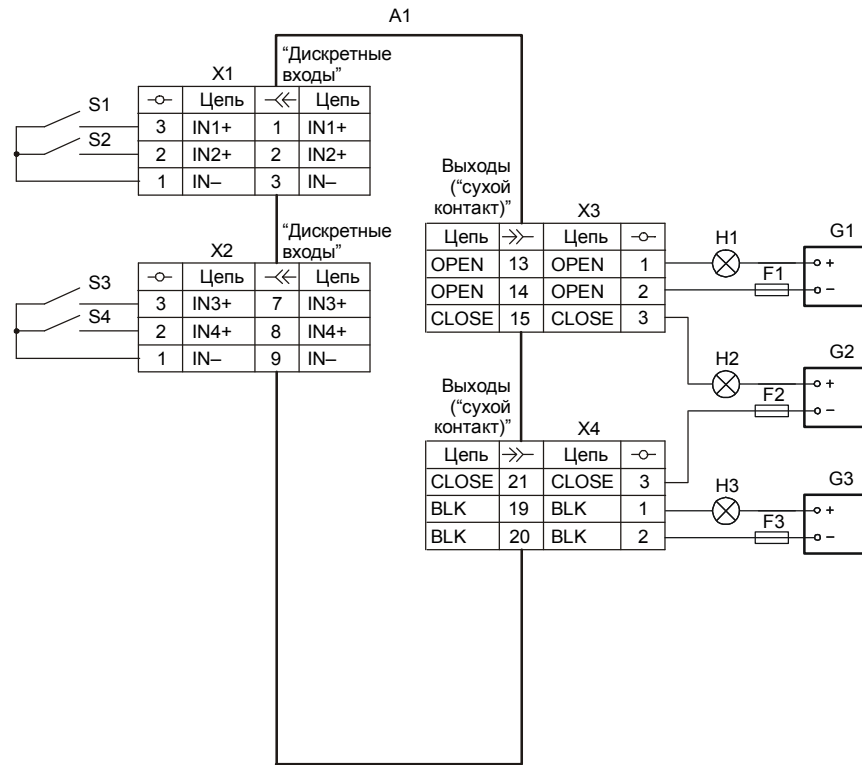 A1
“Дискретные
входы”
X1
Цепь Цепь
3 IN1+ 1 IN1+
2 IN2+ 2 IN2+
1 IN– 3 IN–
S1
S2
“Дискретные
входы”
X2
Цепь Цепь
3 IN3+ 7 IN3+
2 IN4+ 8 IN4+
1 IN– 9 IN–
S3
S4
Выходы
(“сухой
контакт)”
X3
Цепь Цепь
OPEN 13 OPEN 1
OPEN 14 OPEN 2
CLOSE 15 CLOSE 3
H1
F1
G1
+
–
H2
F2
G2
+
–
Выходы
(“сухой
контакт)”
X4
Цепь Цепь
CLOSE 21 CLOSE 3
BLK 19 BLK 1
BLK 20 BLK 2
H3
F3
G3
+
–